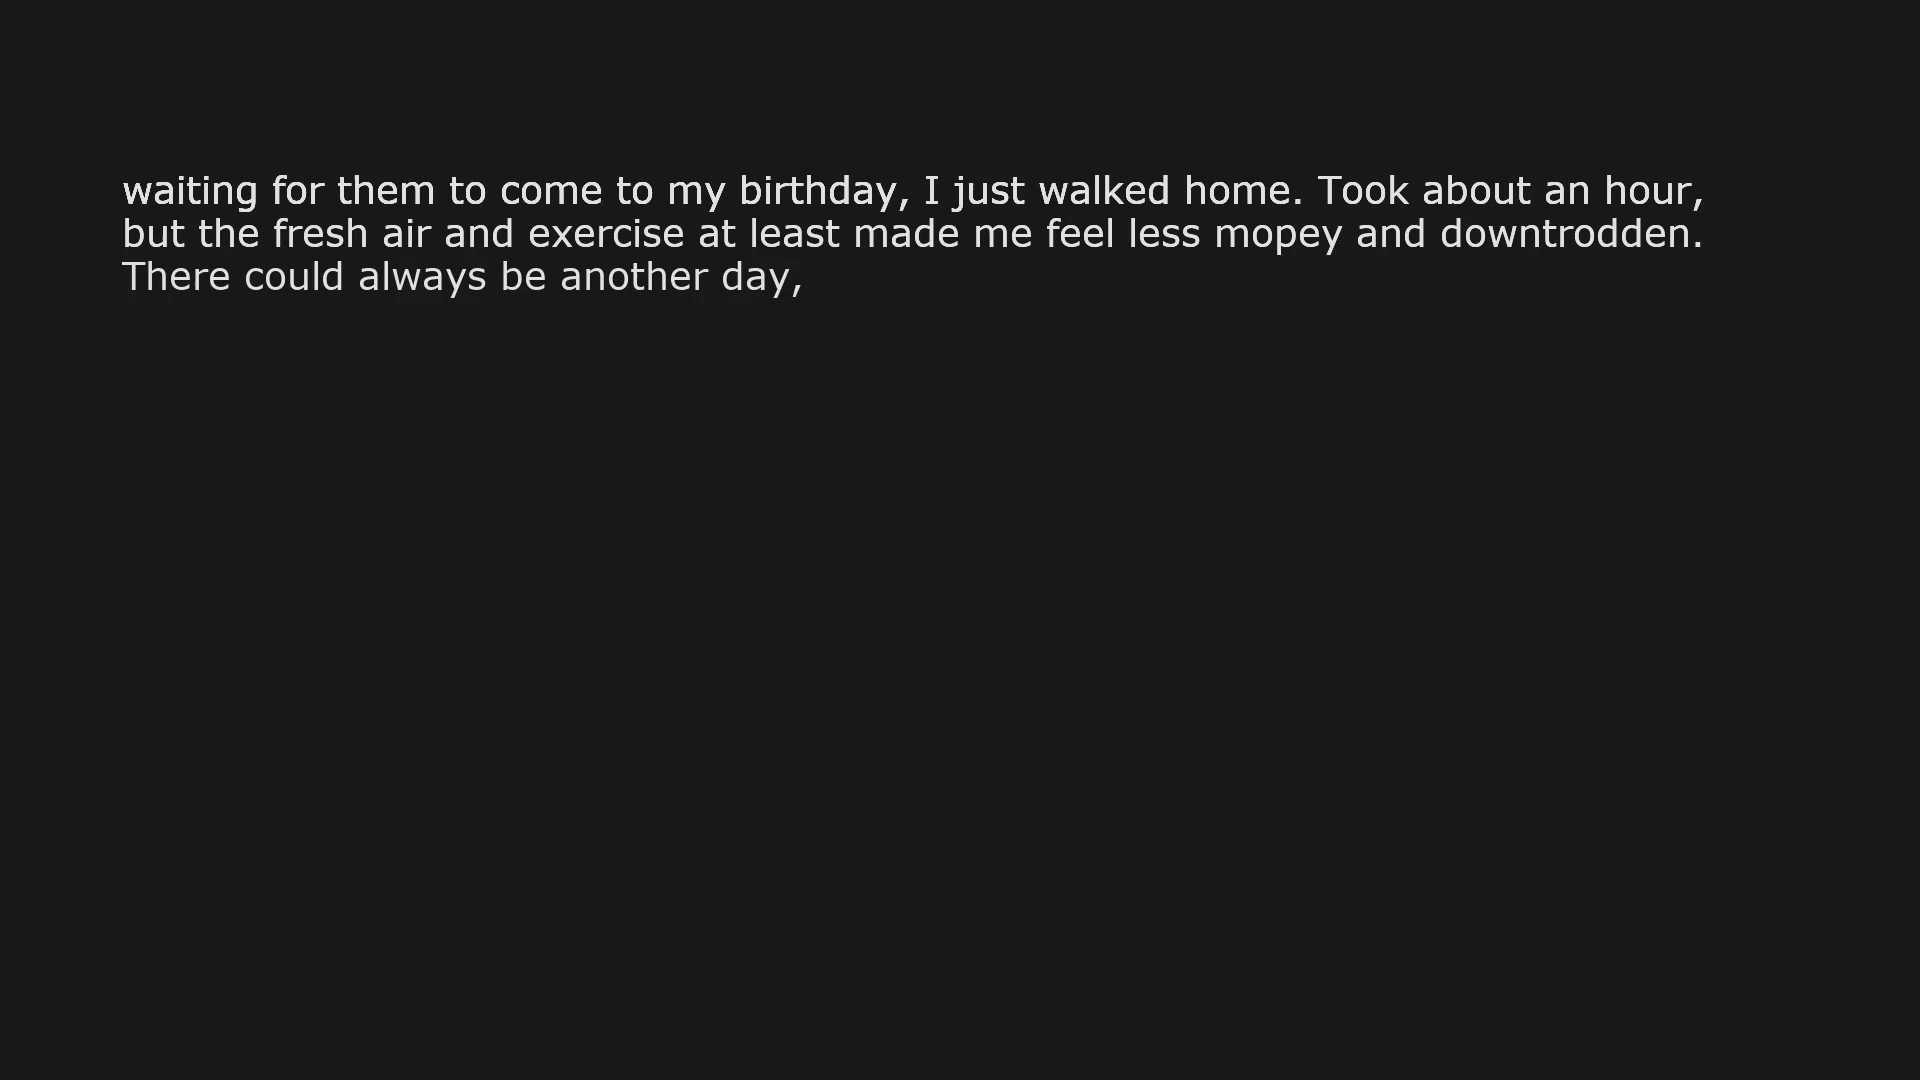 waiting for them to come to my birthday, I just walked home. Took about an hour,
but the fresh air and exercise at least made me feel less mopey and downtrodden.
There could always be another day,